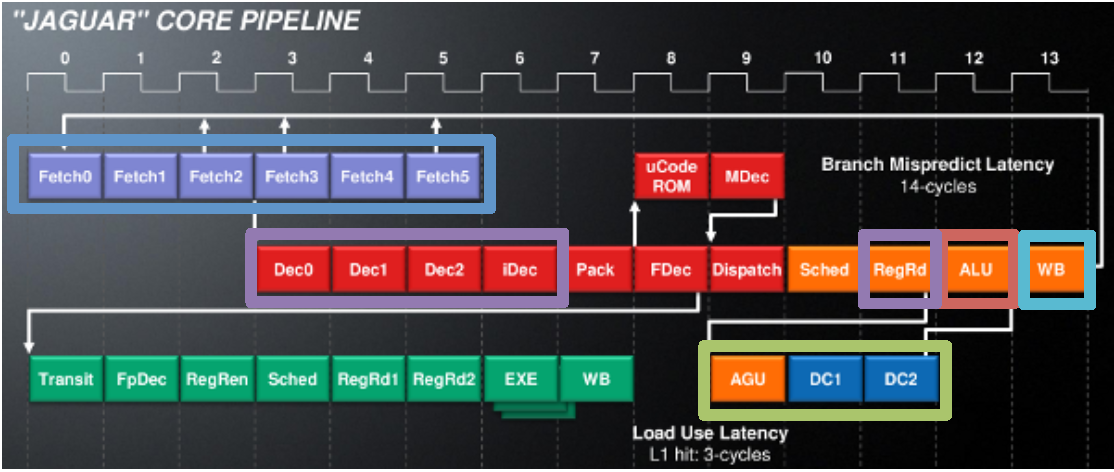 "JAGUAR" CORE PIPELINE
0 1 2 3 4 5 6 7 8 9 10 11 12 13
Fetch0 Fetch1 Fetch2 Fetch3 Fetch4 Fetch5
uCode ROM
MDec
Branch Mispredict Latency
14-cycles
Dec0 Dec1 Dec2 iDec Pack FDec Dispatch Sched RegRd ALU WB
Transit FpDec RegRen Sched RegRd1 RegRd2 EXE WB
AGU DC1 DC2
Load Use Latency
L1 hit: 3-cycles